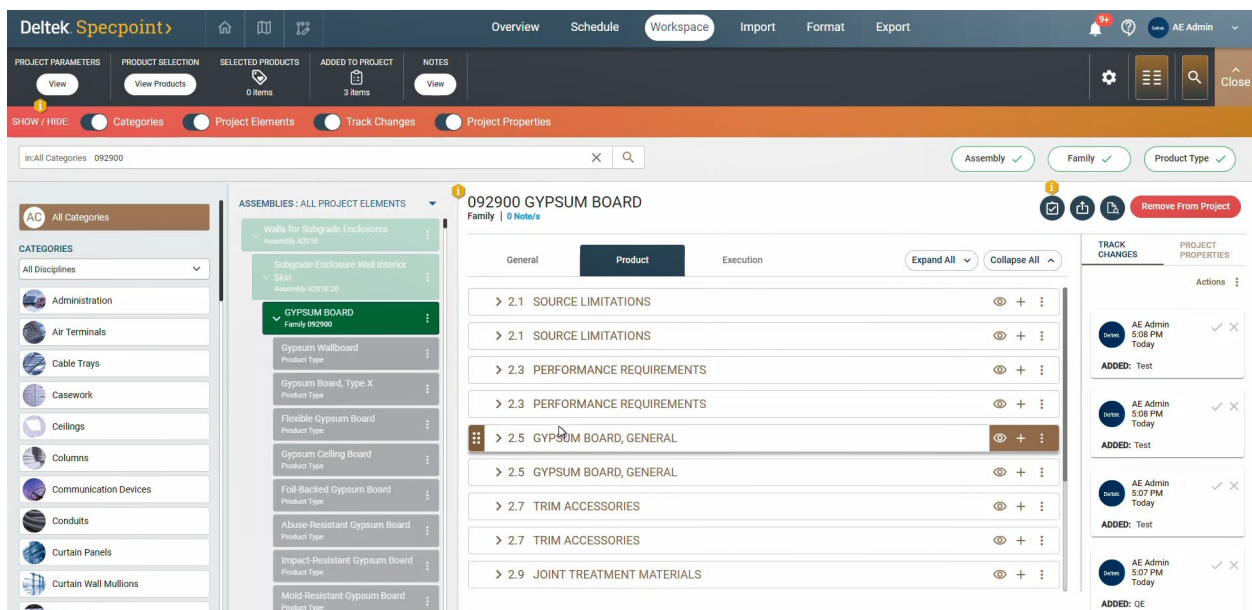 Deltek Specpoint>
Overview Schedule Workspace Import Format Export
9+
Deltek
AE Admin
PROJECT PARAMETERS PRODUCT SELECTION SELECTED PRODUCTS ADDED TO PROJECT NOTES
View View Products 0 items 3 items View
Close
SHOW / HIDE: Categories Project Elements Track Changes Project Properties
in:All Categories 092900
Assembly Family Product Type
AC All Categories
CATEGORIES
All Disciplines
Administration
Air Terminals
Cable Trays
Casework
Ceilings
Columns
Communication Devices
Conduits
Curtain Panels
Curtain Wall Mullions
ASSEMBLIES : ALL PROJECT ELEMENTS
Walls for Subgrade Enclosures
Assembly A2010
Subgrade Enclosure Wall Interior
Skin
Assembly A2010.20
GYPSUM BOARD
Family 092900
Gypsum Wallboard
Product Type
Gypsum Board, Type X
Product Type
Flexible Gypsum Board
Product Type
Gypsum Ceiling Board
Product Type
Foil-Backed Gypsum Board
Product Type
Abuse-Resistant Gypsum Board
Product Type
Impact-Resistant Gypsum Board
Product Type
Mold-Resistant Gypsum Board
Product Type
092900 GYPSUM BOARD
Family | 0 Note/s
Remove From Project
General Product Execution
Expand All Collapse All
2.1 SOURCE LIMITATIONS
2.1 SOURCE LIMITATIONS
2.3 PERFORMANCE REQUIREMENTS
2.3 PERFORMANCE REQUIREMENTS
2.5 GYPSUM BOARD, GENERAL
2.5 GYPSUM BOARD, GENERAL
2.7 TRIM ACCESSORIES
2.7 TRIM ACCESSORIES
2.9 JOINT TREATMENT MATERIALS
TRACK
CHANGES
PROJECT
PROPERTIES
Actions
Deltek
AE Admin
5:08 PM
Today
ADDED: Test
Deltek
AE Admin
5:08 PM
Today
ADDED: Test
Deltek
AE Admin
5:07 PM
Today
ADDED: Test
Deltek
AE Admin
5:07 PM
Today
ADDED: QE